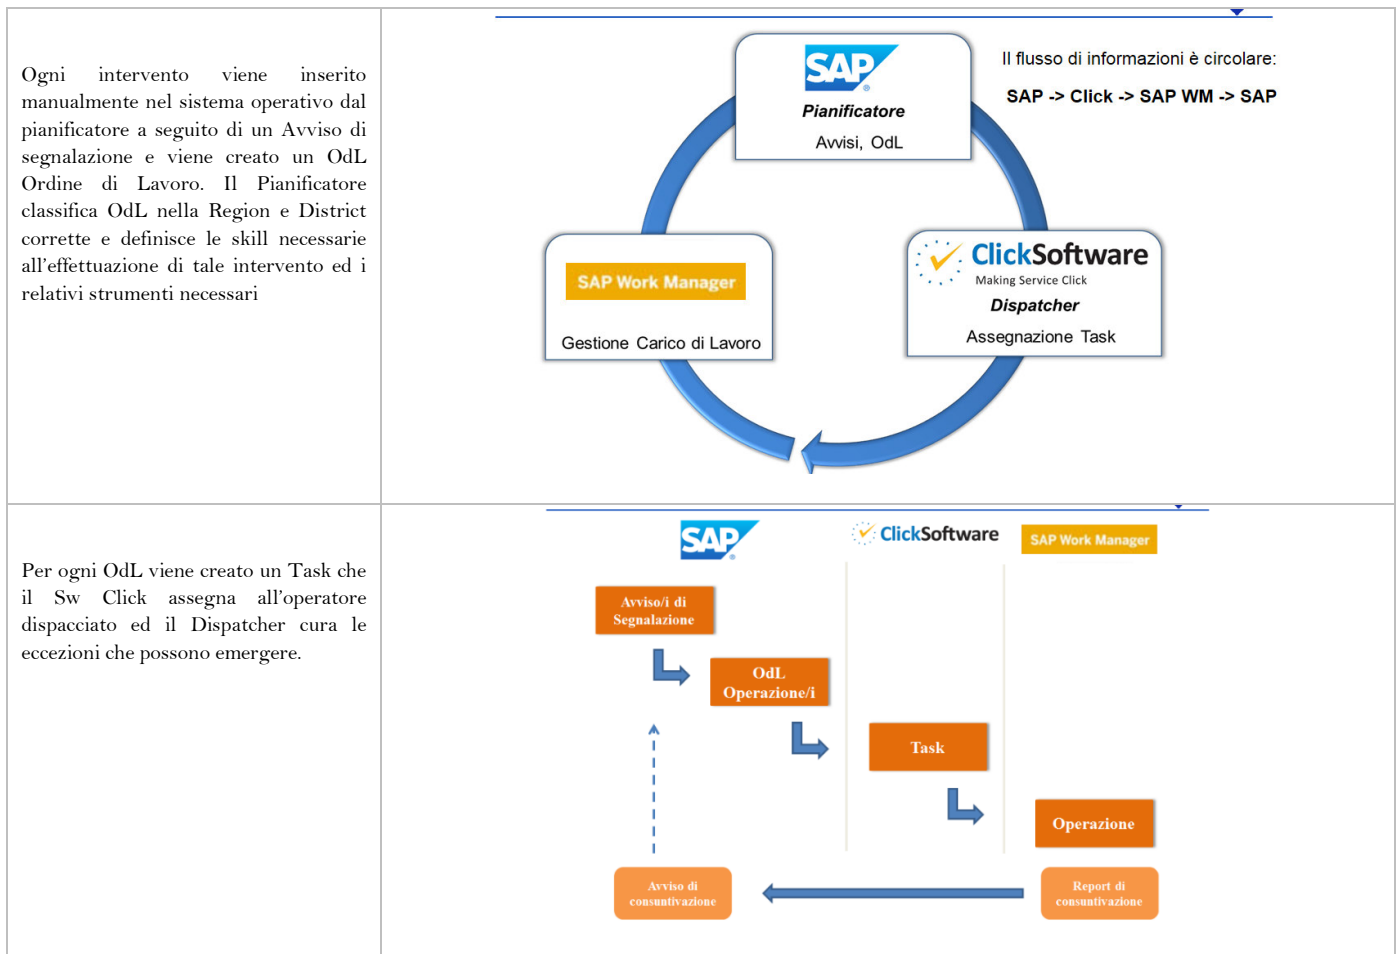 Ogni intervento viene inserito
manualmente nel sistema operativo dal
pianificatore a seguito di un Avviso di
segnalazione e viene creato un OdL
Ordine di Lavoro. Il Pianificatore
classifica OdL nella Region e District
corrette e definisce le skill necessarie
all'effettuazione di tale intervento ed i
relativi strumenti necessari
SAP
Pianificatore
Avvisi, OdL
Il flusso di informazioni è circolare:
SAP -> Click -> SAP WM -> SAP
SAP Work Manager
Gestione Carico di Lavoro
ClickSoftware
Making Service Click
Dispatcher
Assegnazione Task
Per ogni OdL viene creato un Task che
il Sw Click assegna all'operatore
dispacciato ed il Dispatcher cura le
eccezioni che possono emergere.
SAP
ClickSoftware
SAP Work Manager
Avviso/i di
Segnalazione
OdL
Operazione/i
Task
Operazione
Avviso di
consuntivazione
Report di
consuntivazione